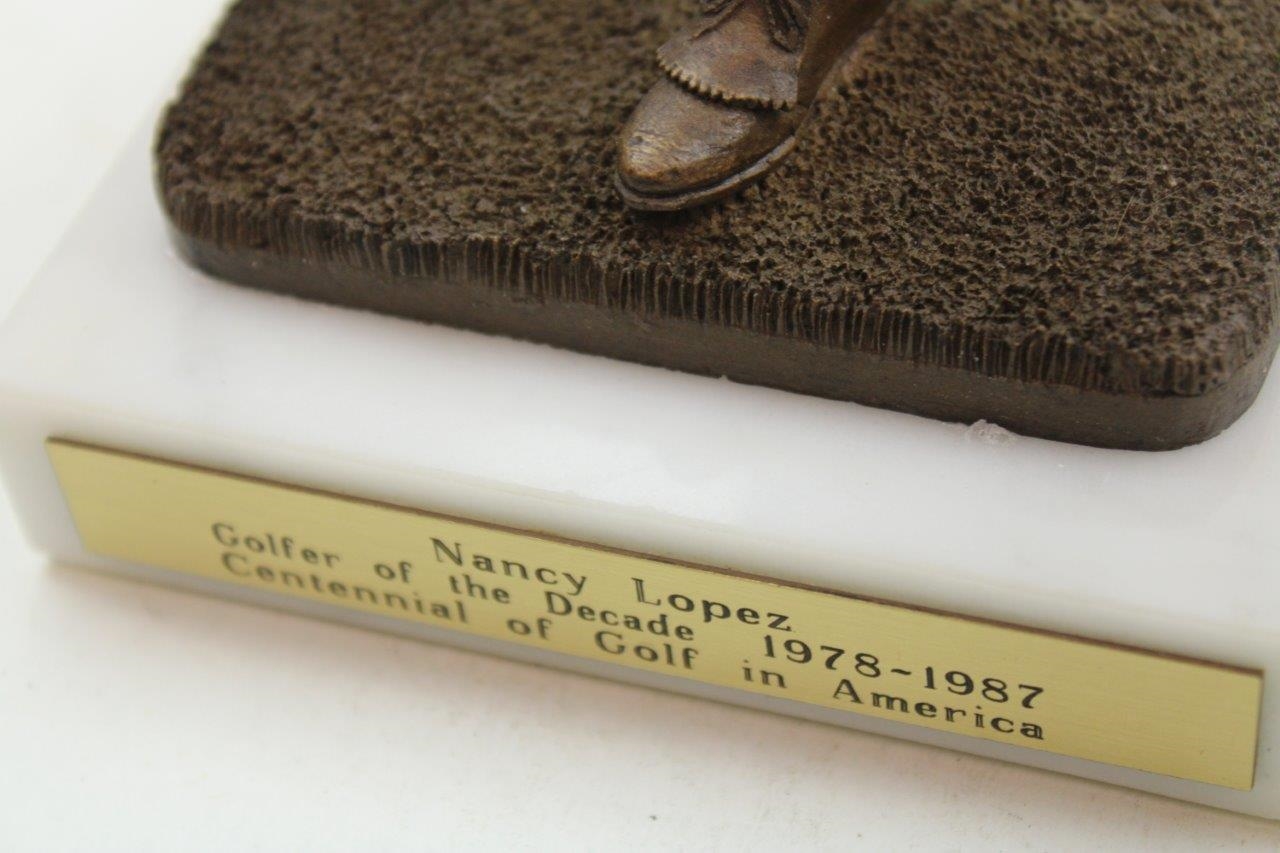 Nancy Lopez
Golfer of the Decade 1978-1987
Centennial of Golf in America